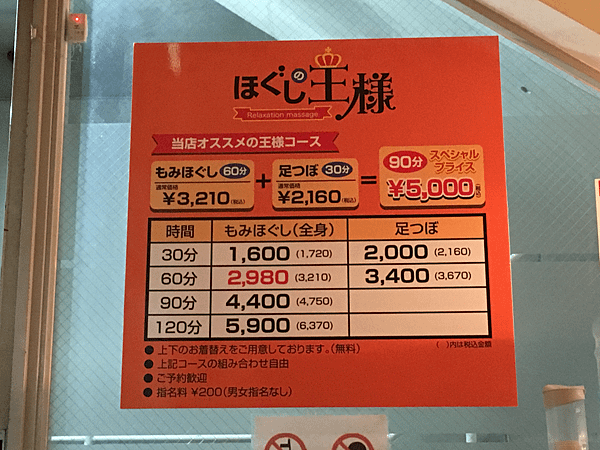 ほぐしの王様
Relaxation massage
当店オススメの王様コース
もみほぐし 60分
通常価格
¥3,210(税込)
+
足つぼ 30分
通常価格
¥2,160(税込)
=
90分 スペシャルプライス
¥5,000(税込)
時間 もみほぐし(全身) 足つぼ
30分 1,600 (1,720) 2,000 (2,160)
60分 2,980 (3,210) 3,400 (3,670)
90分 4,400 (4,750)
120分 5,900 (6,370)
( )内は税込金額
● 上下のお着替えをご用意しております。(無料)
● 上記コースの組み合わせ自由
● ご予約歓迎
● 指名料 ¥200(男女指名なし)